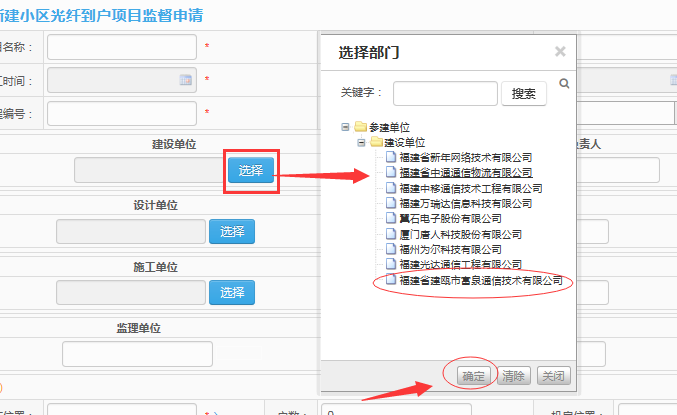 新建小区光纤到户项目监督申请
名称： *
选择部门 ×
工时间： *
关键字： 搜索
程编号： *
参建单位
建设单位
建设单位
负责人
选择
福建省新年网络技术有限公司
福建省中通通信物流有限公司
福建中移通信技术工程有限公司
福建万瑞达信息科技有限公司
翼石电子股份有限公司
厦门唐人科技股份有限公司
福州为尔科技有限公司
福建光达通信工程有限公司
福建省建瓯市富泉通信技术有限公司
设计单位
选择
施工单位
选择
监理单位
确定 清除 关闭
位置： *
户数： 0
机房位置：